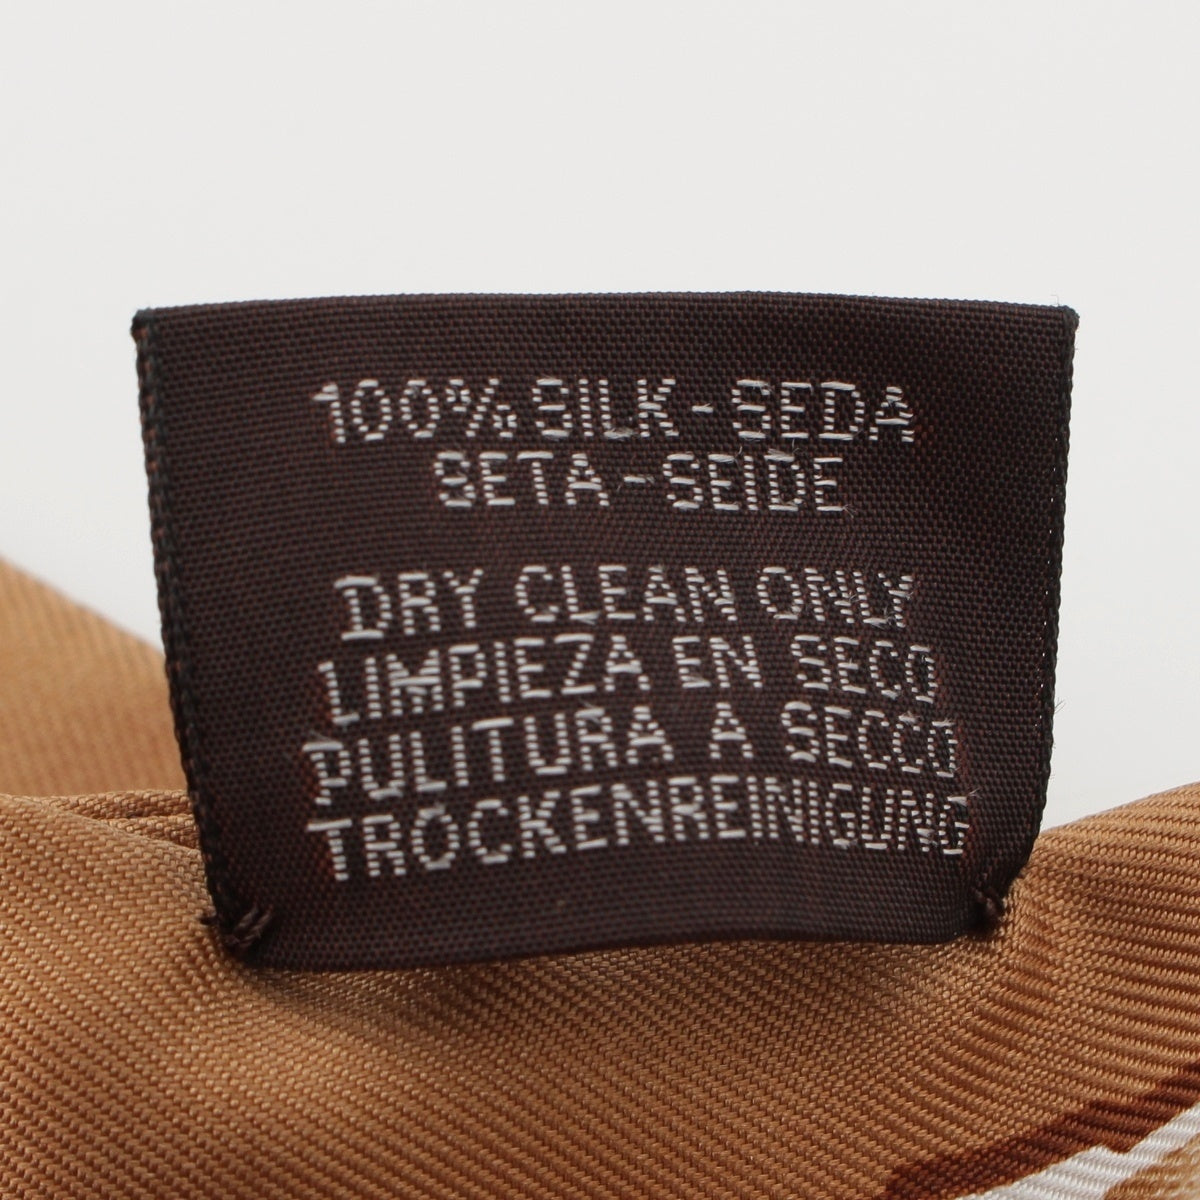 100% SILK - SEDA
SETA - SEIDE
DRY CLEAN ONLY
LIMPIEZA EN SECO
PULITURA A SECCO
TROCKENREINIGUNG